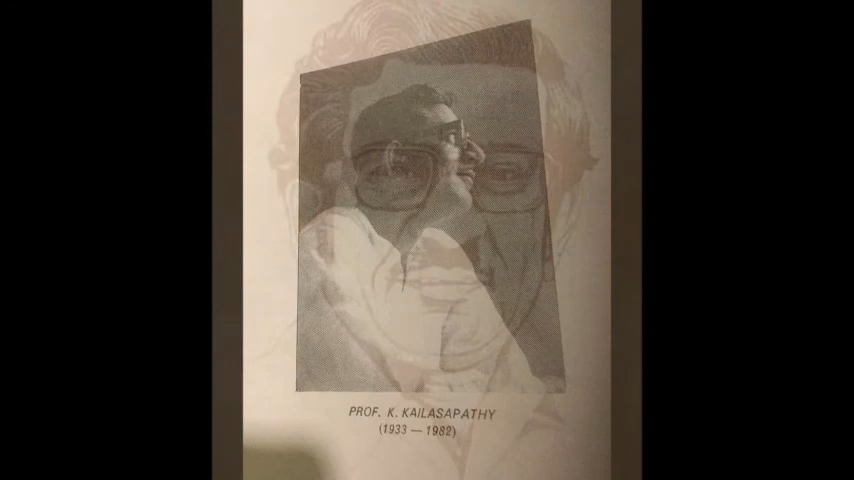 PROF. K. KAILASAPATHY
(1933 — 1982)